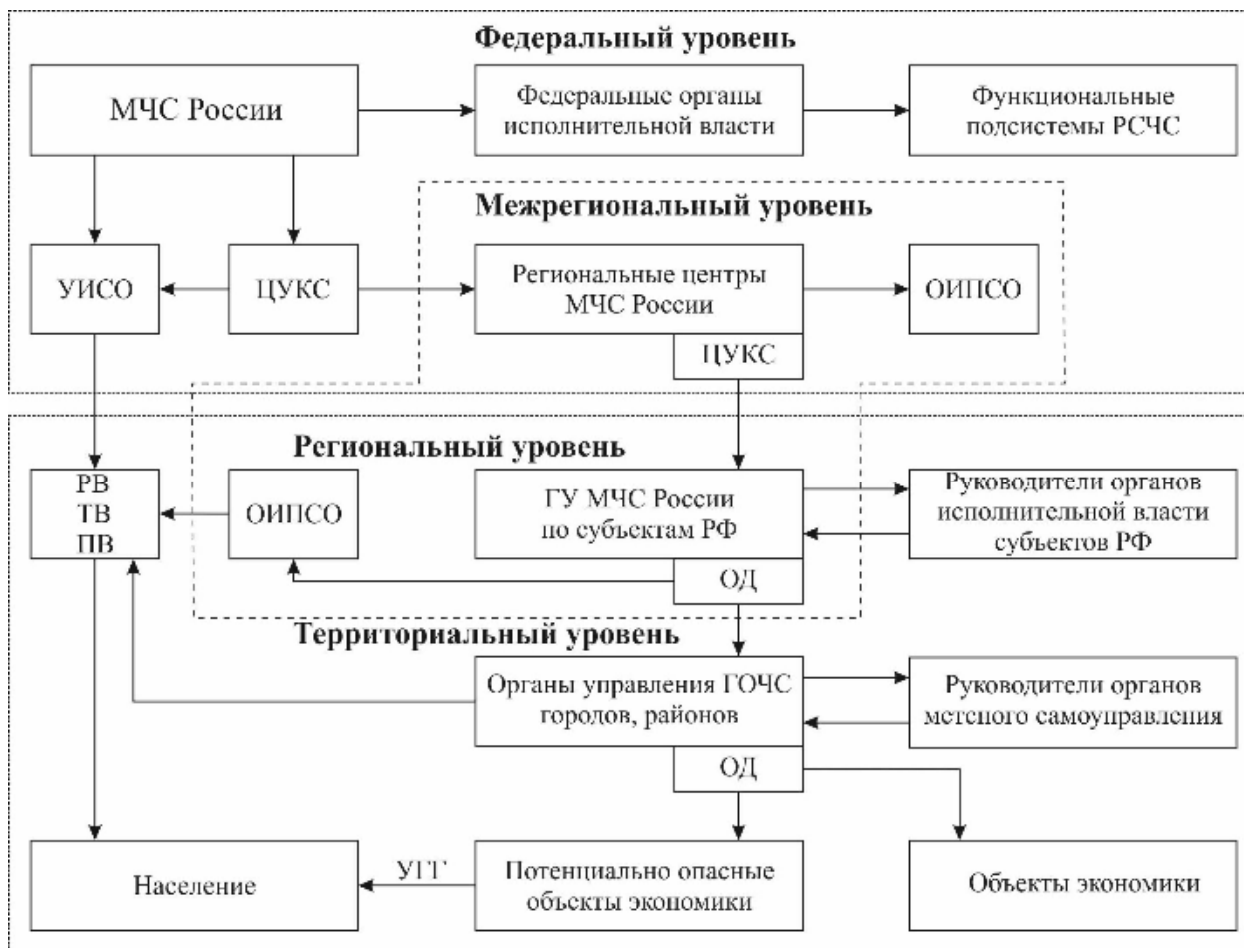 Федеральный уровень
МЧС России
Федеральные органы
исполнительной власти
Функциональные
подсистемы РСЧС
Межрегиональный уровень
УИСО
ЦУКС
Региональные центры
МЧС России
ОИПСО
ЦУКС
Региональный уровень
РВ
ТВ
ПВ
ОИПСО
ГУ МЧС России
по субъектам РФ
Руководители органов
исполнительной власти
субъектов РФ
ОД
Территориальный уровень
Органы управления ГОЧС
городов, районов
Руководители органов
местного самоуправления
ОД
Население
УГГ
Потенциально опасные
объекты экономики
Объекты экономики